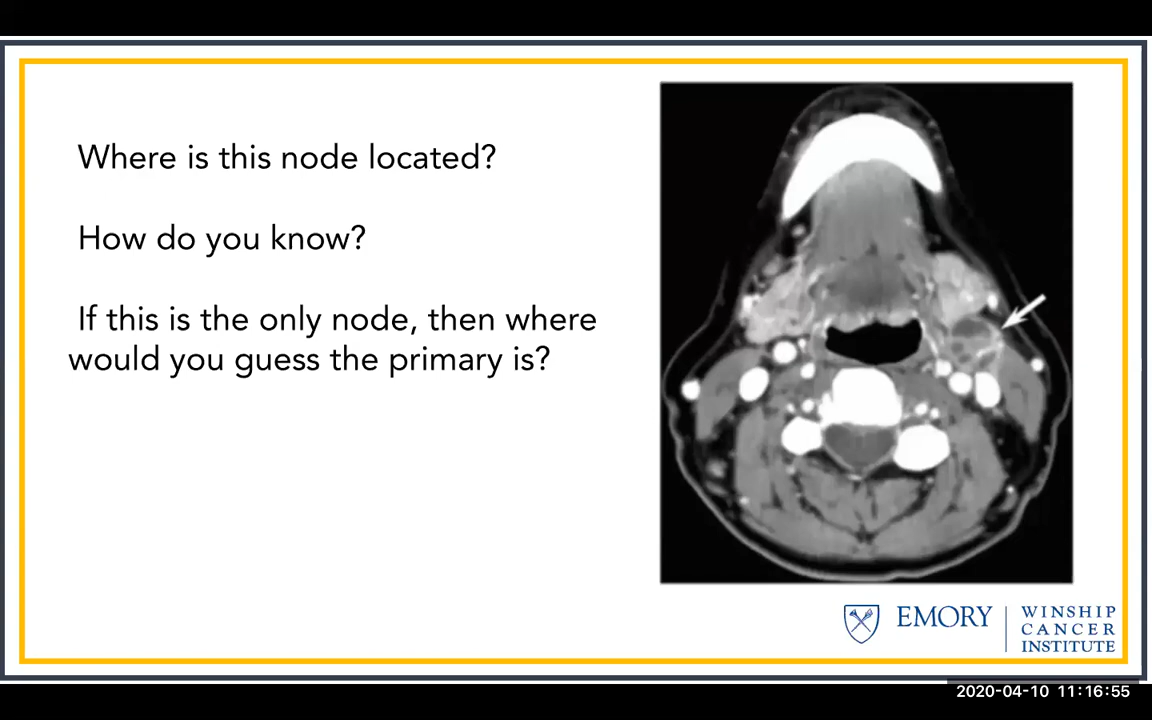 Where is this node located?
How do you know?
If this is the only node, then where
would you guess the primary is?
EMORY
WINSHIP
CANCER
INSTITUTE
2020-04-10 11:16:55